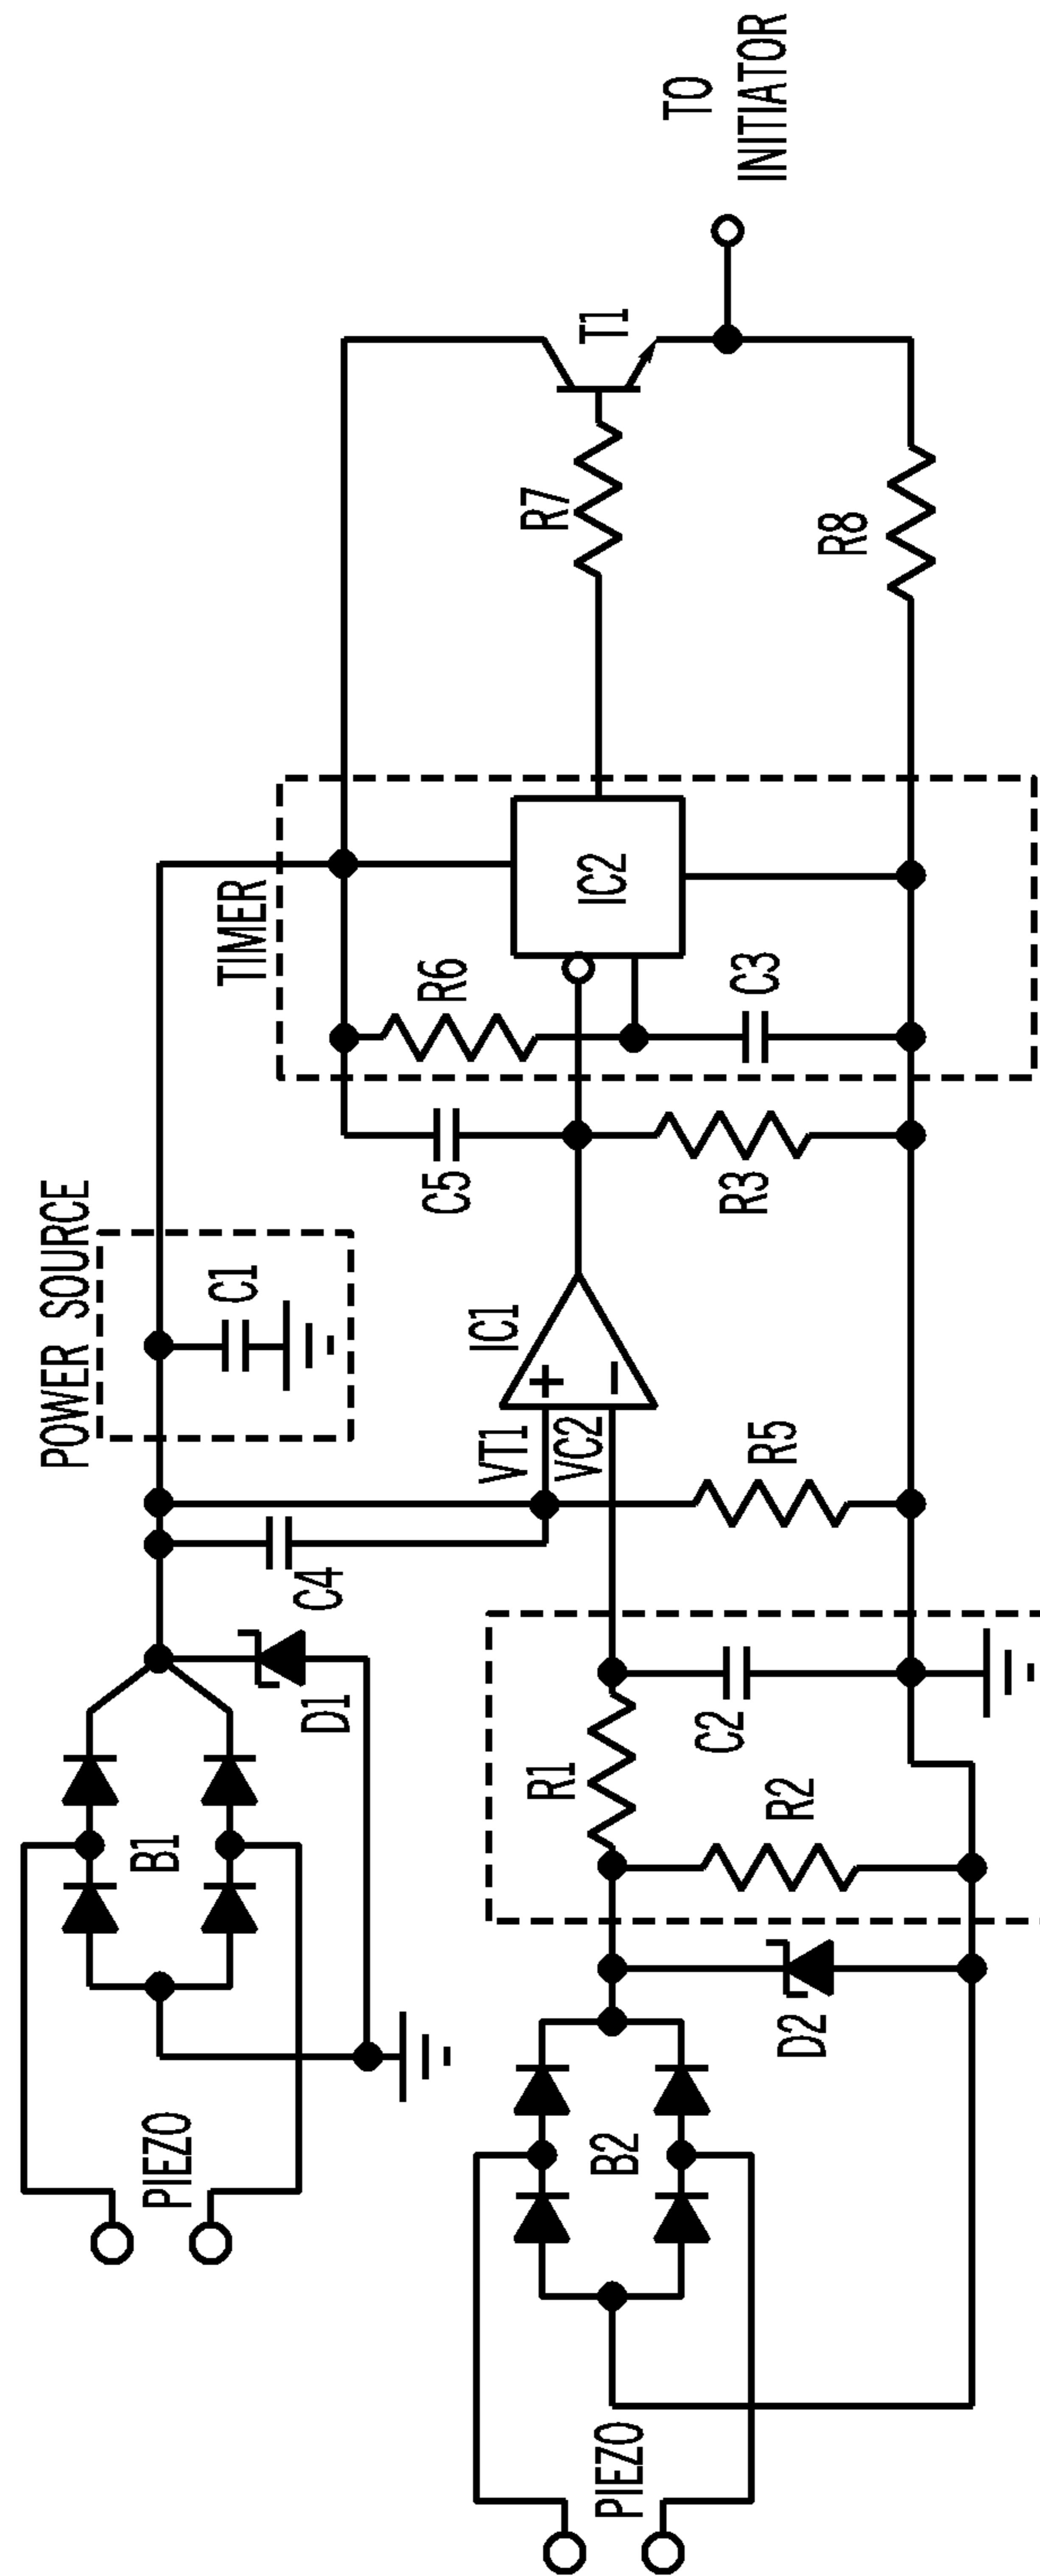 PIEZO
B1
D1
C4
POWER SOURCE
C1
TIMER
PIEZO
B2
D2
R1
R2
C2
VT1
VC2
IC1
R5
C5
R3
R6
C3
IC2
R7
T1
R8
TO
INITIATOR
+
−